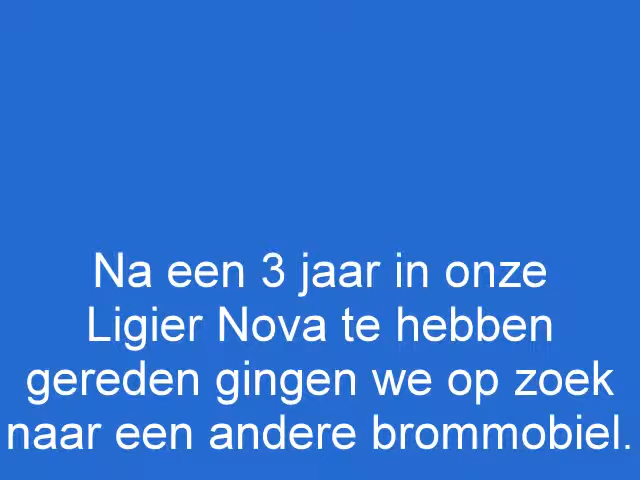 Na een 3 jaar in onze
Ligier Nova te hebben
gereden gingen we op zoek
naar een andere brommobiel.